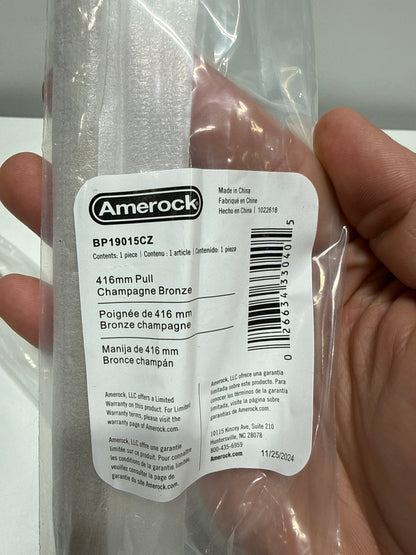 Amerock
Made in China
Fabriqué en Chine
Hecho en China | 1022618
BP19015CZ
Contents: 1 piece | Contenu : 1 article | Contenido: 1 pieza
416mm Pull
Champagne Bronze
Poignée de 416 mm
Bronze champagne
Manija de 416 mm
Bronce champán
0 26634 33040 5
Amerock, LLC offers a Limited
Warranty on this product. For Limited
Warranty terms, please visit the
warranty page of Amerock.com.
Amerock, LLC offre une garantie
limitée sur ce produit. Pour connaître
les conditions de la garantie limitée,
veuillez consulter la page de
garantie du site Amerock.com.
Amerock, LLC ofrece una garantía
limitada sobre este producto. Para
conocer los términos de la garantía
limitada, visite la página sobre
garantías de Amerock.com.
10115 Kincey Ave, Suite 210
Huntersville, NC 28078
800-435-6959
Amerock.com
11/25/2024